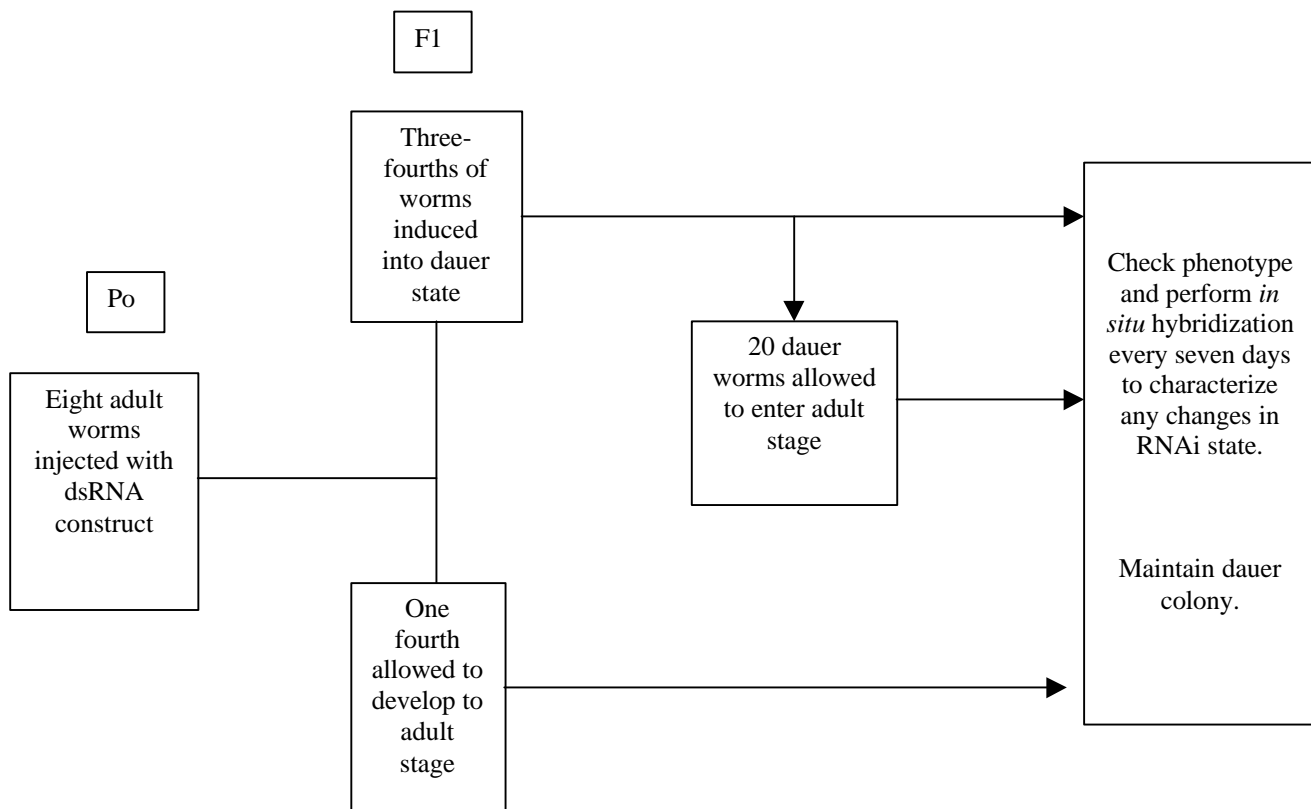 F1
Three-
fourths of
worms
induced
into dauer
state
Po
Eight adult
worms
injected with
dsRNA
construct
20 dauer
worms allowed
to enter adult
stage
One
fourth
allowed to
develop to
adult
stage
Check phenotype
and perform in
situ hybridization
every seven days
to characterize
any changes in
RNAi state.
Maintain dauer
colony.